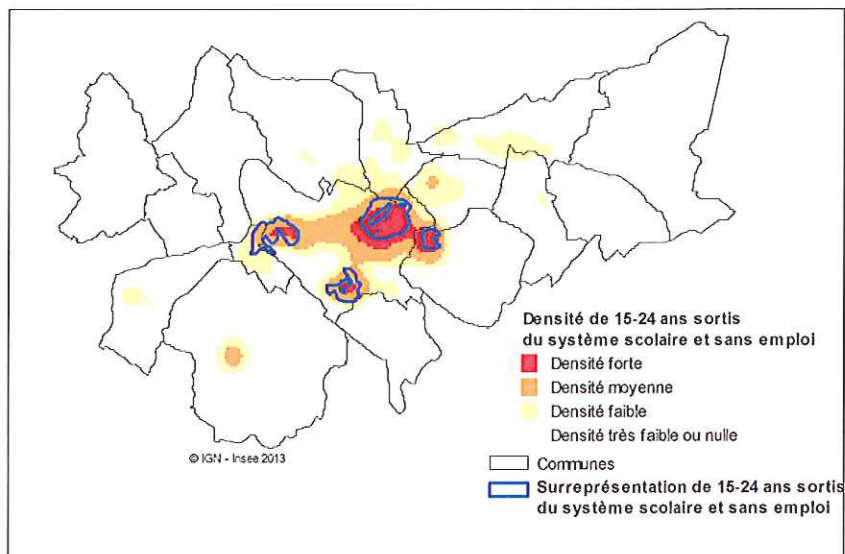 Densité de 15-24 ans sortis
du système scolaire et sans emploi
Densité forte
Densité moyenne
Densité faible
Densité très faible ou nulle
© IGN - Insee 2013
Communes
Surreprésentation de 15-24 ans sortis
du système scolaire et sans emploi